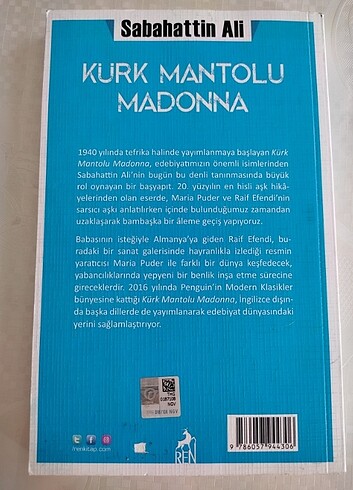 Sabahattin Ali
KÜRK MANTOLU
MADONNA
1940 yılında tefrika halinde yayımlanmaya başlayan Kürk
Mantolu Madonna, edebiyatımızın önemli isimlerinden
Sabahattin Ali'nin bugün bu denli tanınmasında büyük
rol oynayan bir başyapıt. 20. yüzyılın en hisli aşk hikâ-
yelerinden olan eserde, Maria Puder ve Raif Efendi'nin
sarsıcı aşkı anlatılırken içinde bulunduğumuz zamandan
uzaklaşarak bambaşka bir âleme geçiş yapıyoruz.
Babasının isteğiyle Almanya'ya giden Raif Efendi, bu-
radaki bir sanat galerisinde hayranlıkla izlediği resmin
yaratıcısı Maria Puder ile farklı bir dünya keşfedecek,
yabancılıklarında yepyeni bir benlik inşa etme sürecine
gireceklerdir. 2016 yılında Penguin'in Modern Klasikler
bünyesine kattığı Kürk Mantolu Madonna, İngilizce dışın-
da başka dillerde de yayımlanarak edebiyat dünyasındaki
yerini sağlamlaştırıyor.
/renkitap.com
REN
9 786057 944306